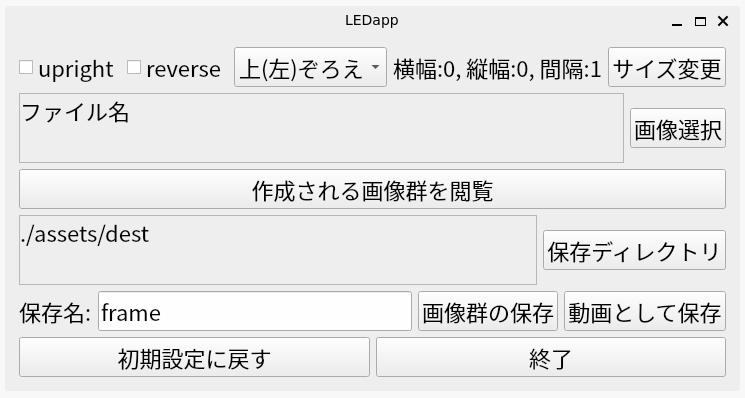 LEDapp
upright reverse 上(左)ぞろえ 横幅:0, 縦幅:0, 間隔:1 サイズ変更
ファイル名
画像選択
作成される画像群を閲覧
./assets/dest
保存ディレクトリ
保存名: frame 画像群の保存 動画として保存
初期設定に戻す 終了